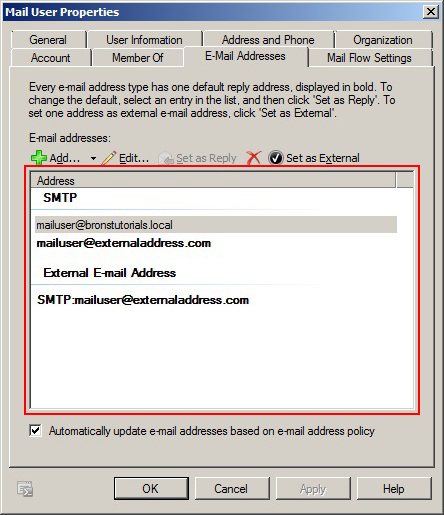 Mail User Properties
General
User Information
Address and Phone
Organization
Account
Member Of
E-Mail Addresses
Mail Flow Settings
Every e-mail address type has one default reply address, displayed in bold. To
change the default, select an entry in the list, and then click 'Set as Reply'. To
set one address as external e-mail address, click 'Set as External'.
E-mail addresses:
Add...
Edit...
Set as Reply
Set as External
Address
SMTP
mailuser@bronstutorials.local
mailuser@externaladdress.com
External E-mail Address
SMTP:mailuser@externaladdress.com
Automatically update e-mail addresses based on e-mail address policy
OK
Cancel
Apply
Help